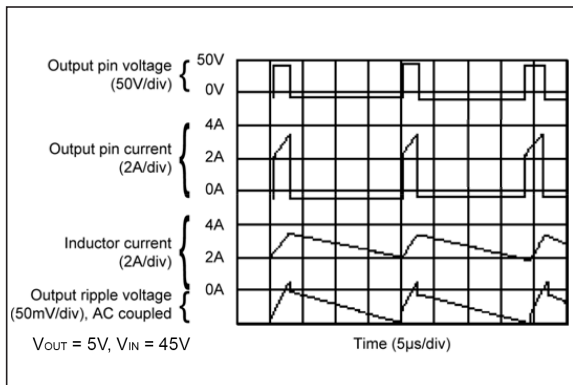 Output pin voltage
(50V/div)
50V
0V
Output pin current
(2A/div)
4A
2A
0A
Inductor current
(2A/div)
4A
2A
Output ripple voltage
(50mV/div), AC coupled
0A
VOUT = 5V, VIN = 45V
Time (5µs/div)